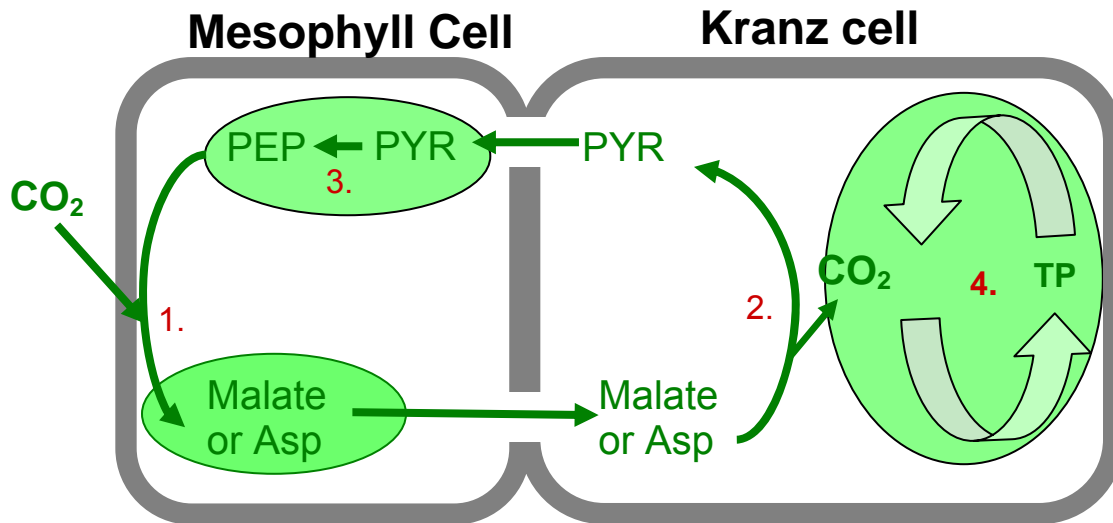 Mesophyll Cell
Kranz cell
PEP
PYR
PYR
3.
CO₂
CO₂
4.
TP
1.
2.
Malate
or Asp
Malate
or Asp